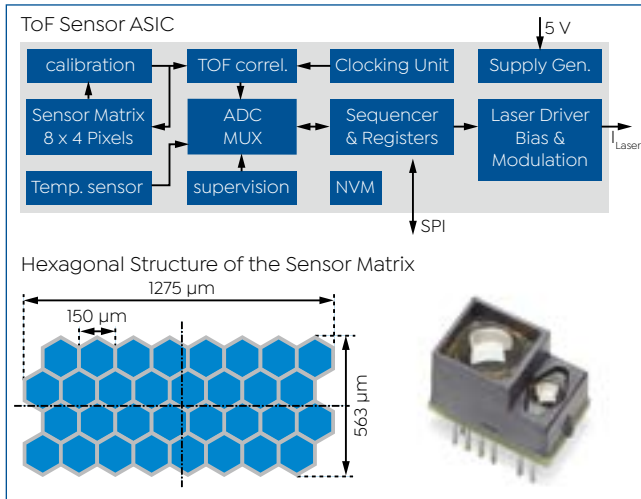 ToF Sensor ASIC
5 V
calibration
TOF correl.
Clocking Unit
Supply Gen.
Sensor Matrix
8 x 4 Pixels
ADC
MUX
Sequencer
& Registers
Laser Driver
Bias &
Modulation
I Laser
Temp. sensor
supervision
NVM
SPI
Hexagonal Structure of the Sensor Matrix
1275 µm
150 µm
563 µm